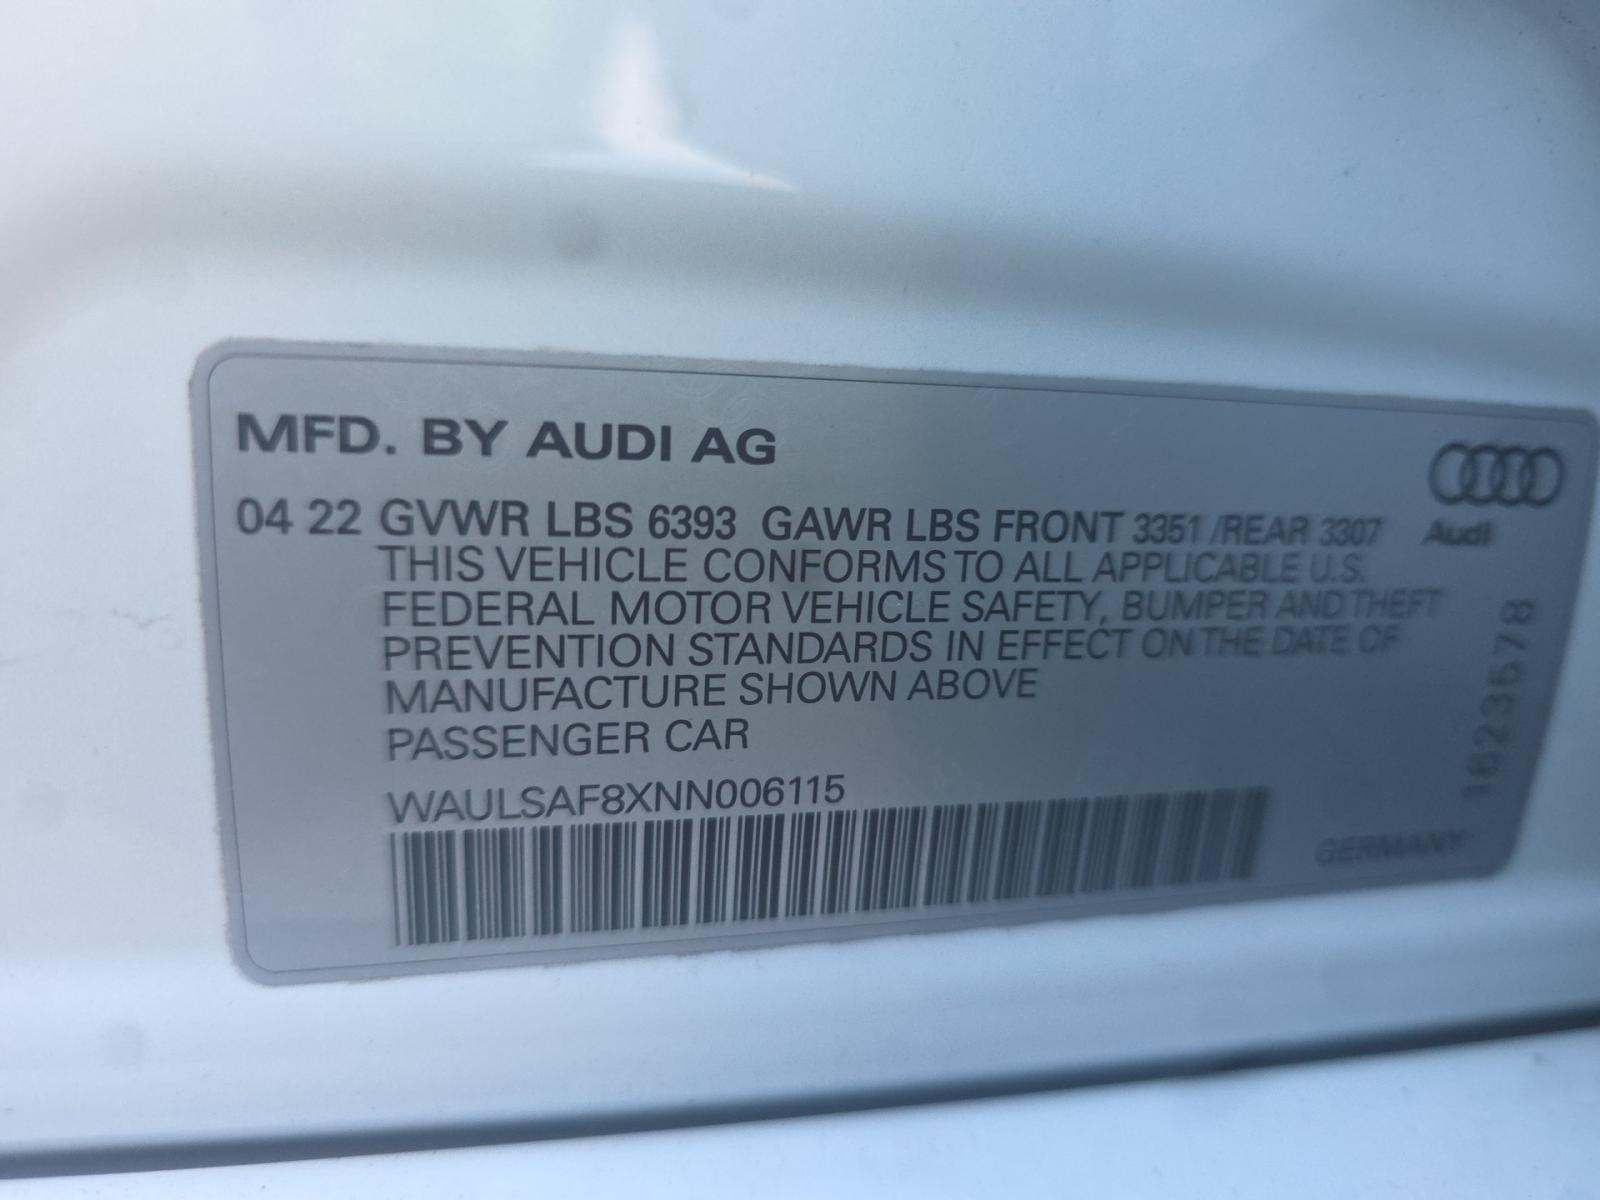 MFD. BY AUDI AG
04 22 GVWR LBS 6393 GAWR LBS FRONT 3351 /REAR 3307
THIS VEHICLE CONFORMS TO ALL APPLICABLE U.S.
FEDERAL MOTOR VEHICLE SAFETY, BUMPER AND THEFT
PREVENTION STANDARDS IN EFFECT ON THE DATE OF
MANUFACTURE SHOWN ABOVE
PASSENGER CAR
WAULSAF8XNN006115
Audi
GERMANY